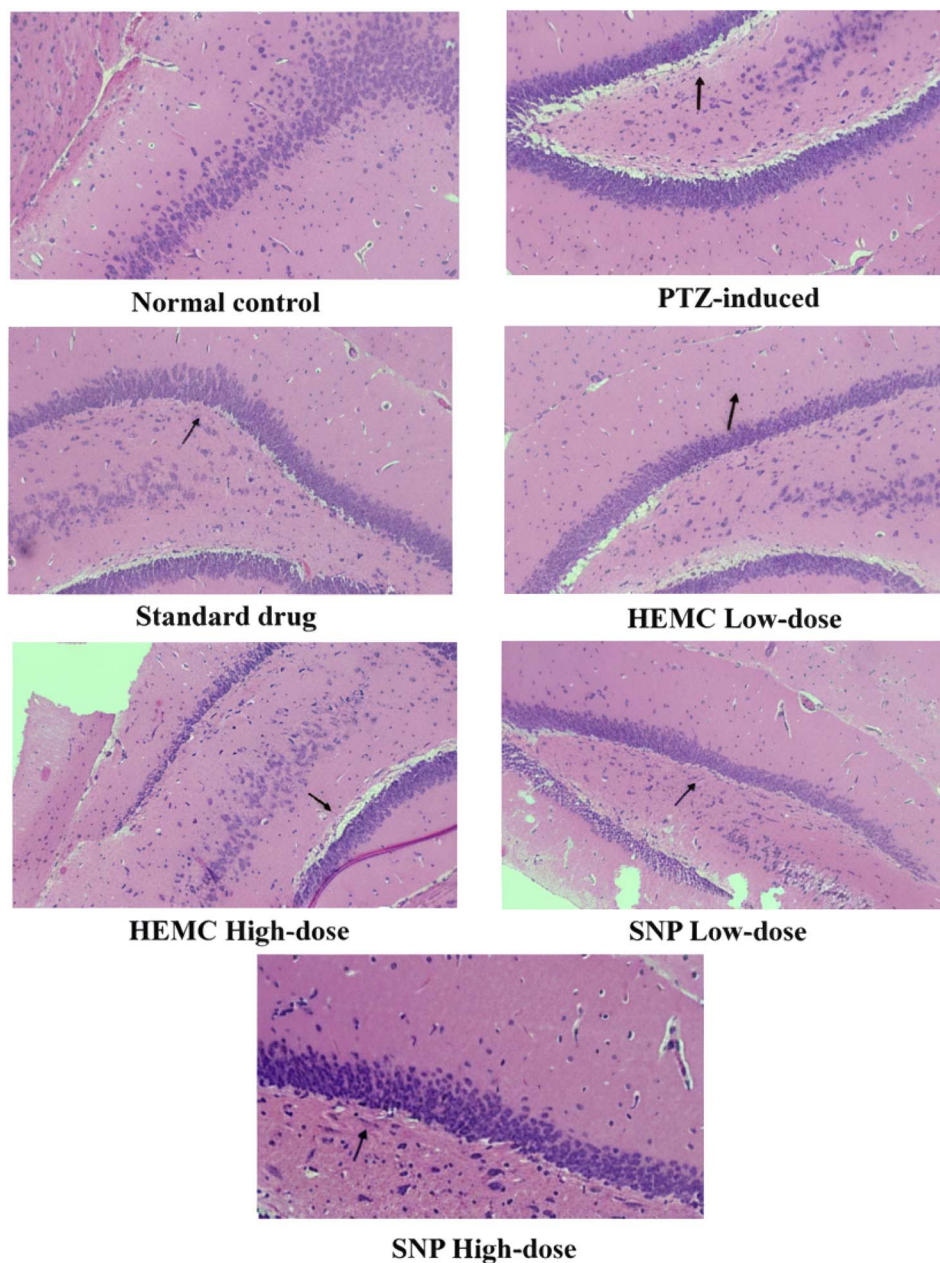 Normal control
PTZ-induced
Standard drug
HEMC Low-dose
HEMC High-dose
SNP Low-dose
SNP High-dose